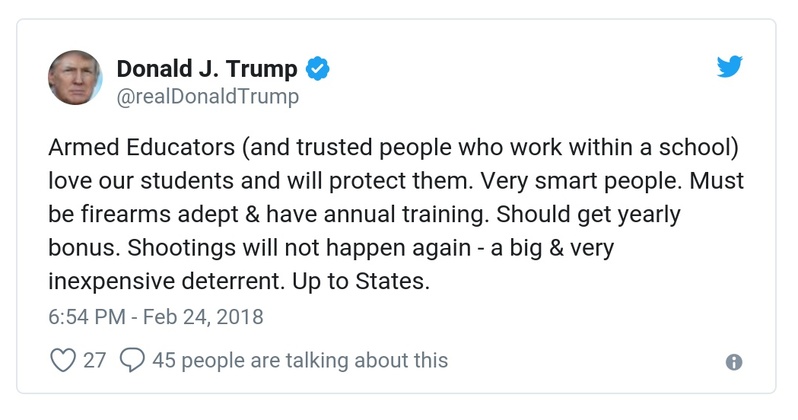 Donald J. Trump
@realDonaldTrump
Armed Educators (and trusted people who work within a school)
love our students and will protect them. Very smart people. Must
be firearms adept & have annual training. Should get yearly
bonus. Shootings will not happen again - a big & very
inexpensive deterrent. Up to States.
6:54 PM - Feb 24, 2018
27 45 people are talking about this